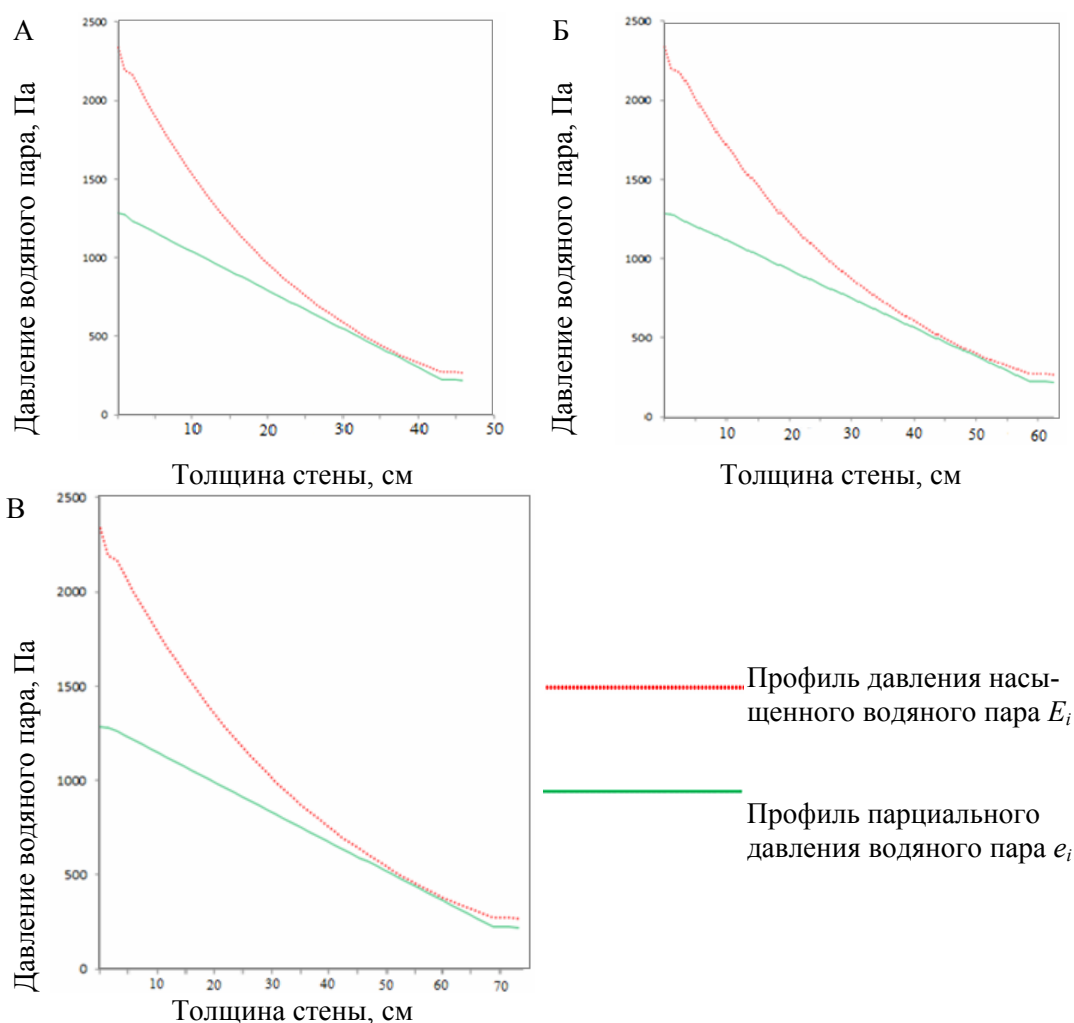 А
Давление водяного пара, Па
2500
2000
1500
1000
500
0
10
20
30
40
50
Толщина стены, см
Б
Давление водяного пара, Па
2500
2000
1500
1000
500
0
10
20
30
40
50
60
Толщина стены, см
В
Давление водяного пара, Па
2500
2000
1500
1000
500
0
10
20
30
40
50
60
70
Толщина стены, см
Профиль давления насы-
щенного водяного пара Ei
Профиль парциального
давления водяного пара ei